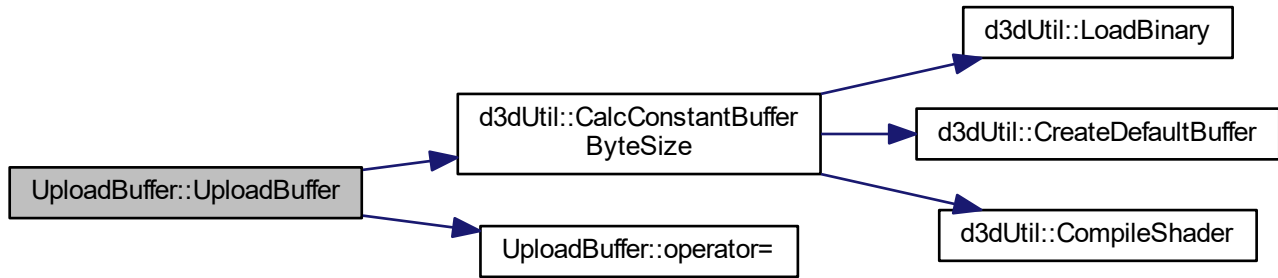 UploadBuffer::UploadBuffer
d3dUtil::CalcConstantBuffer
ByteSize
UploadBuffer::operator=
d3dUtil::LoadBinary
d3dUtil::CreateDefaultBuffer
d3dUtil::CompileShader